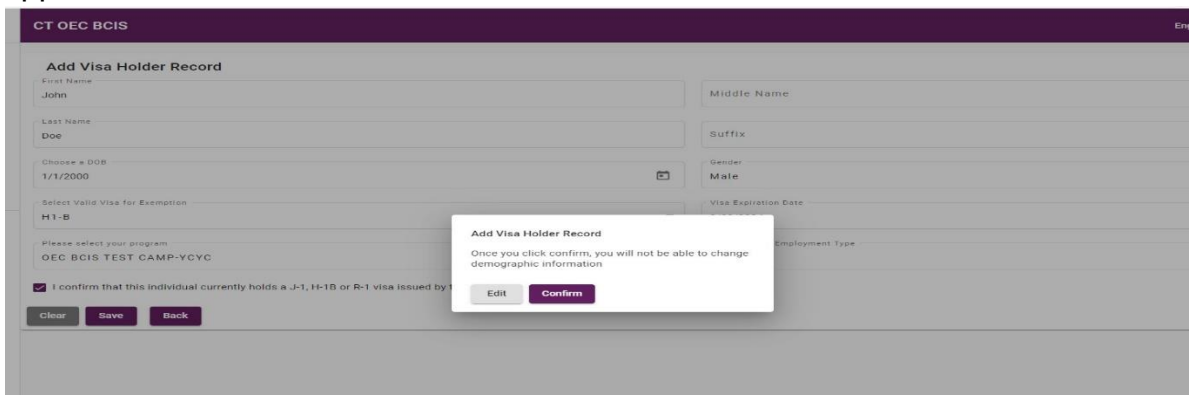 CT OEC BCIS
Add Visa Holder Record
First Name
John
Middle Name
Last Name
Doe
Suffix
Choose a DOB
1/1/2000
Gender
Male
Select Valid Visa for Exemption
H1-B
Visa Expiration Date
Please select your program
OEC BCIS TEST CAMP-YCYC
Employment Type
I confirm that this individual currently holds a J-1, H-1B or R-1 visa issued by
Clear Save Back
Add Visa Holder Record
Once you click confirm, you will not be able to change
demographic information
Edit Confirm